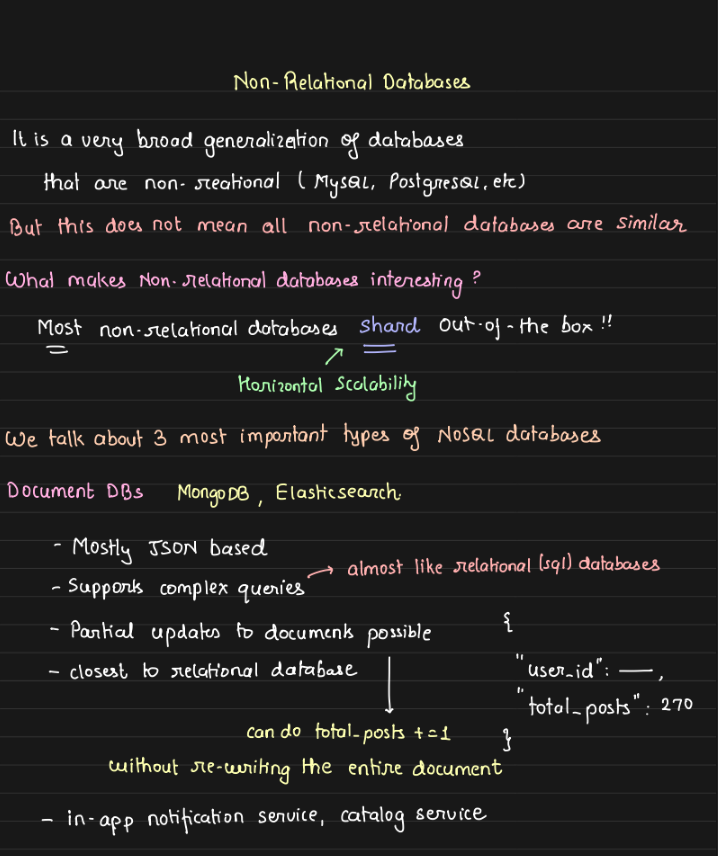 Non-Relational Databases
It is a very broad generalization of databases
that are non-reational (MySQL, PostgreSQL, etc)
But this does not mean all non-relational databases are similar
What makes Non-relational databases interesting?
Most non-relational databases shard out-of-the box!!
Horizontal Scalability
We talk about 3 most important types of NoSQL databases
Document DBs MongoDB, Elasticsearch
- Mostly JSON based
- Supports complex queries → almost like relational (sql) databases
- Partial updates to documents possible
- closest to relational database
{
"user_id": —,
"total_posts": 270
}
can do total_posts +=1
without re-writing the entire document
- in-app notification service, catalog service